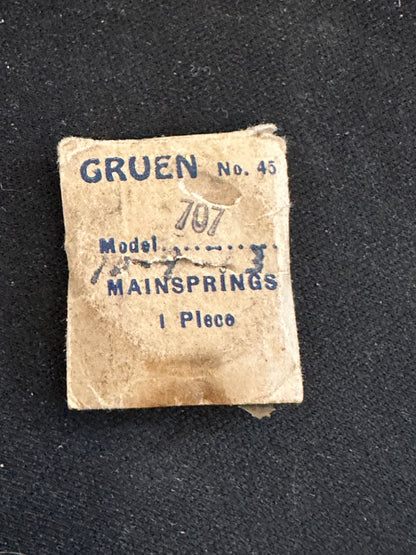 GRUEN No. 45
707
Model............
MAINSPRINGS
1 Piece